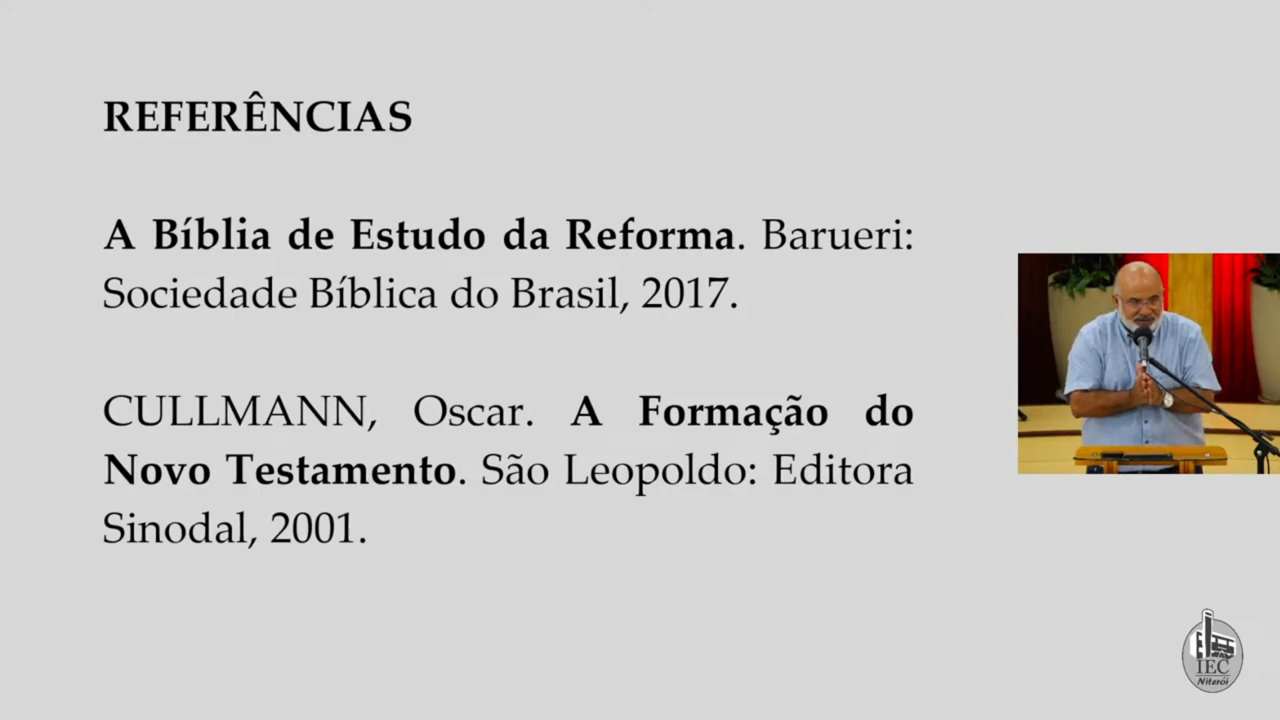 REFERÊNCIAS
A Bíblia de Estudo da Reforma. Barueri:
Sociedade Bíblica do Brasil, 2017.
CULLMANN, Oscar. A Formação do
Novo Testamento. São Leopoldo: Editora
Sinodal, 2001.
IEC
Niterói